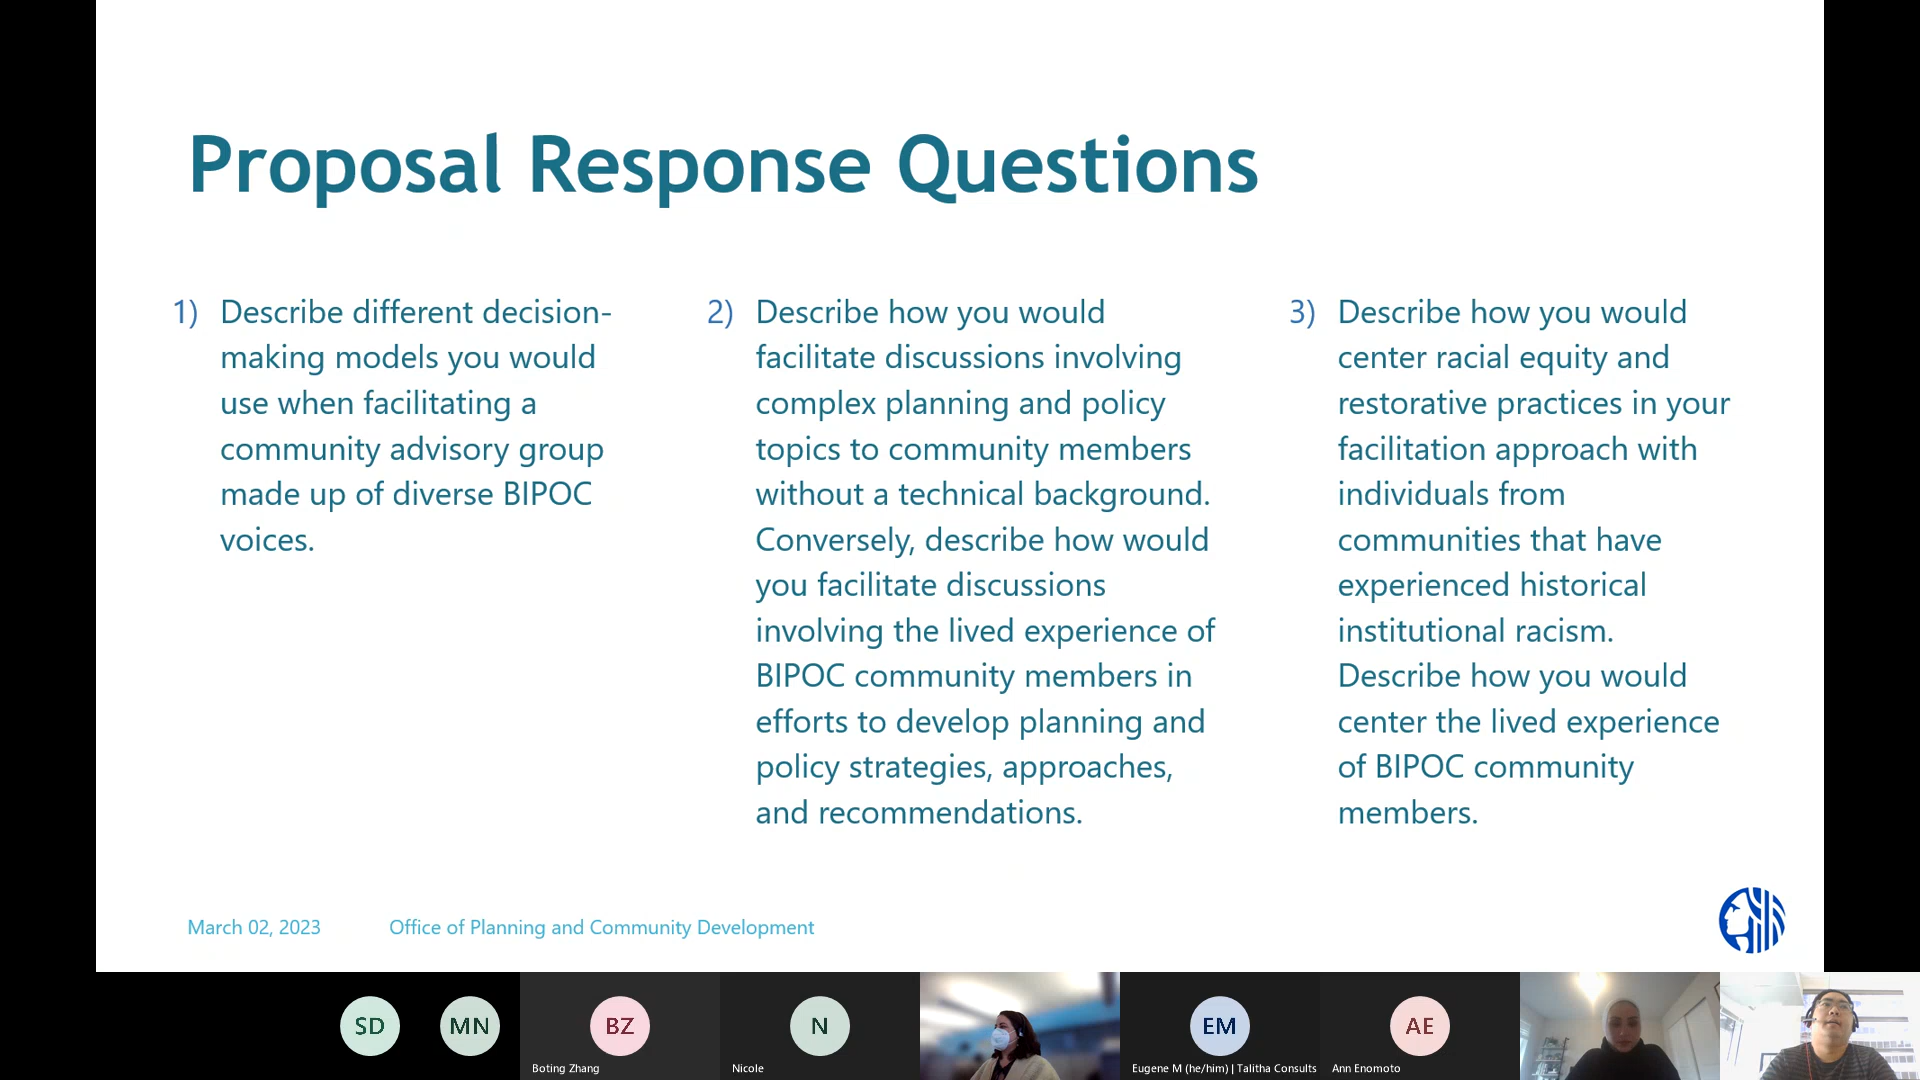 Proposal Response Questions
1) Describe different decision-
making models you would
use when facilitating a
community advisory group
made up of diverse BIPOC
voices.
2) Describe how you would
facilitate discussions involving
complex planning and policy
topics to community members
without a technical background.
Conversely, describe how would
you facilitate discussions
involving the lived experience of
BIPOC community members in
efforts to develop planning and
policy strategies, approaches,
and recommendations.
3) Describe how you would
center racial equity and
restorative practices in your
facilitation approach with
individuals from
communities that have
experienced historical
institutional racism.
Describe how you would
center the lived experience
of BIPOC community
members.
March 02, 2023 Office of Planning and Community Development
SD
MN
BZ
Boting Zhang
N
Nicole
EM
Eugene M (he/him) | Talitha Consults
AE
Ann Enomoto